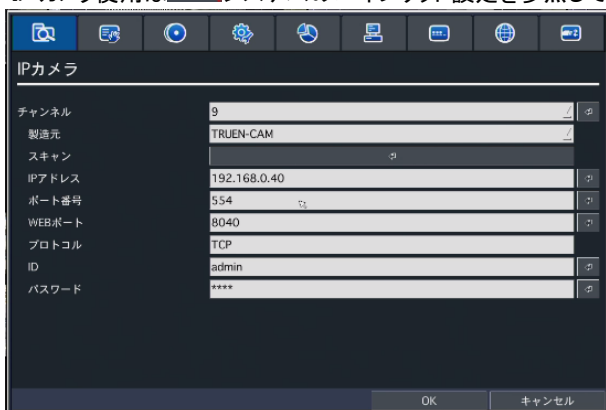 IPカメラ
チャンネル 9
製造元 TRUEN-CAM
スキャン
IPアドレス 192.168.0.40
ポート番号 554
WEBポート 8040
プロトコル TCP
ID admin
パスワード ****
OK キャンセル